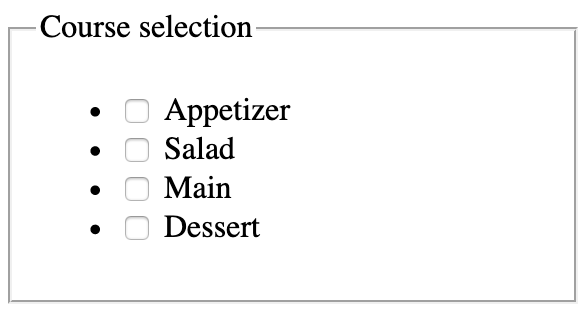 Course selection
Appetizer
Salad
Main
Dessert